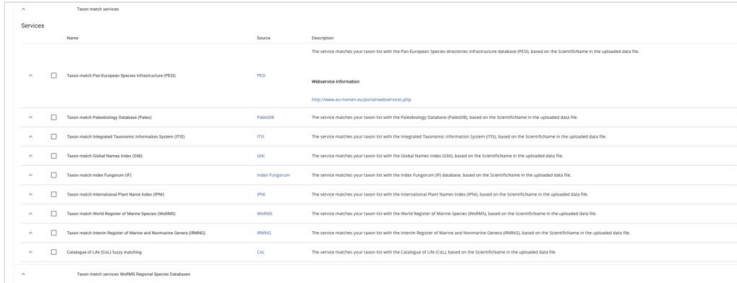 Taxon match services
Services
Name Source Description
The service matches your taxon list with the Pan-European Species directories Infrastructure database (PESI), based on the ScientificName in the uploaded data file.
Taxon match Pan-European Species Infrastructure (PESI) PESI
Webservice information
http://www.eu-nomen.eu/portal/webservices.php
Taxon match Paleobiology Database (Paleo) PaleoDB The service matches your taxon list with the Paleobiology Database (PaleoDB), based on the ScientificName in the uploaded data file.
Taxon match Integrated Taxonomic Information System (ITIS) ITIS The service matches your taxon list with the Integrated Taxonomic Information System (ITIS), based on the ScientificName in the uploaded data file.
Taxon match Global Names Index (GNI) GNI The service matches your taxon list with the Global Names Index (GNI), based on the ScientificName in the uploaded data file.
Taxon match Index Fungorum (IF) Index Fungorum The service matches your taxon list with the Index Fungorum (IF) database, based on the ScientificName in the uploaded data file.
Taxon match International Plant Name Index (IPNI) IPNI The service matches your taxon list with the International Plant Names Index (IPNI), based on the ScientificName in the uploaded data file.
Taxon match World Register of Marine Species (WoRMS) WoRMS The service matches your taxon list with the World Register of Marine Species (WoRMS), based on the ScientificName in the uploaded data file.
Taxon match Interim Register of Marine and Nonmarine Genera (IRMNG) IRMNG The service matches your taxon list with the Interim Register of Marine and Nonmarine Genera (IRMNG), based on the ScientificName in the uploaded data file.
Catalogue of Life (CoL) fuzzy matching CoL The service matches your taxon list with the Catalogue of Life (CoL), based on the ScientificName in the uploaded data file
Taxon match services WoRMS Regional Species Databases